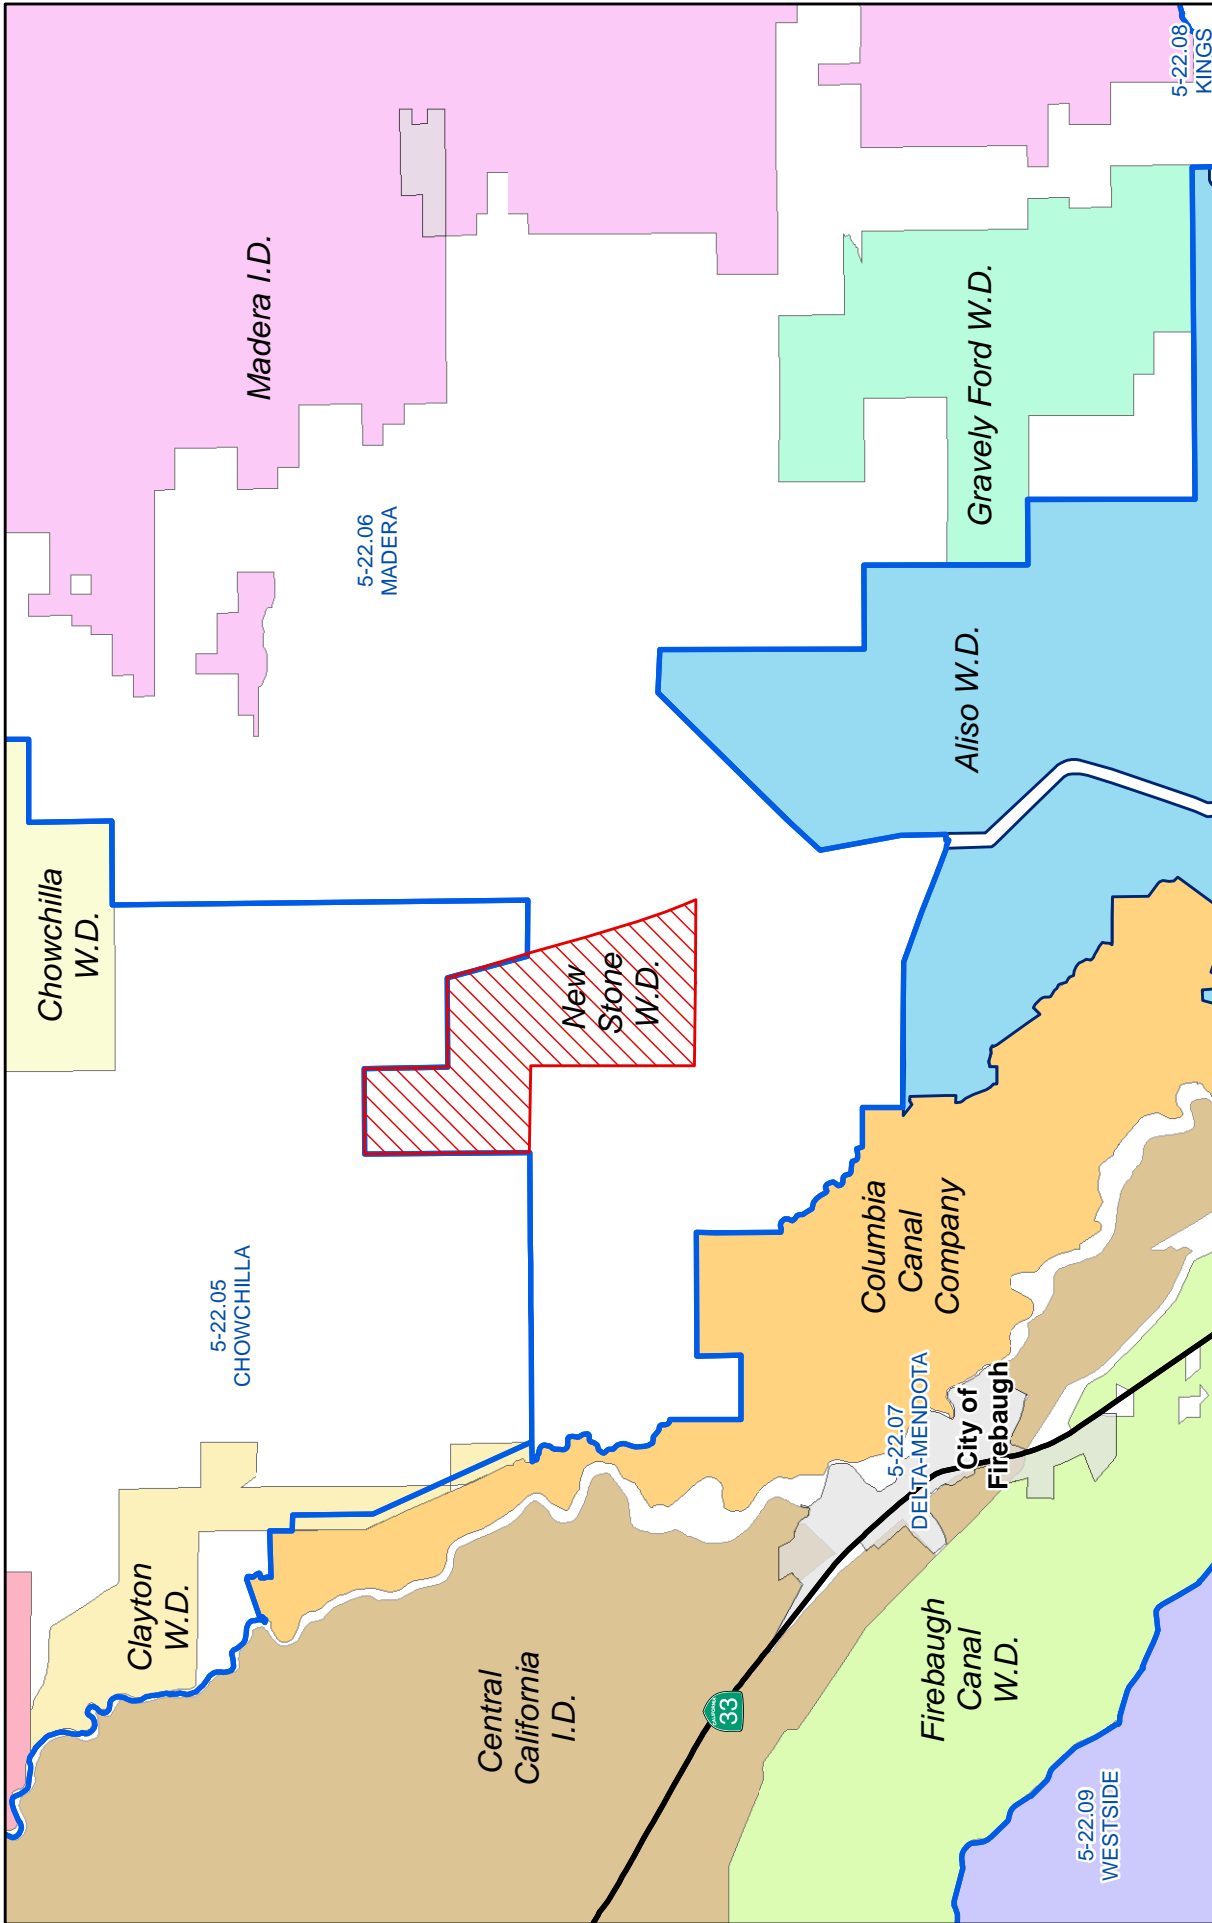 Chowchilla
W.D.
Madera I.D.
5-22.06
MADERA
5-22.05
CHOWCHILLA
Clayton
W.D.
New
Stone
W.D.
Gravely Ford W.D.
Aliso W.D.
5-22.08
KINGS
Columbia
Canal
Company
Central
California
I.D.
CALIFORNIA
33
5-22.07
DELTA-MENDOTA
City of
Firebaugh
Firebaugh
Canal
W.D.
5-22.09
WESTSIDE